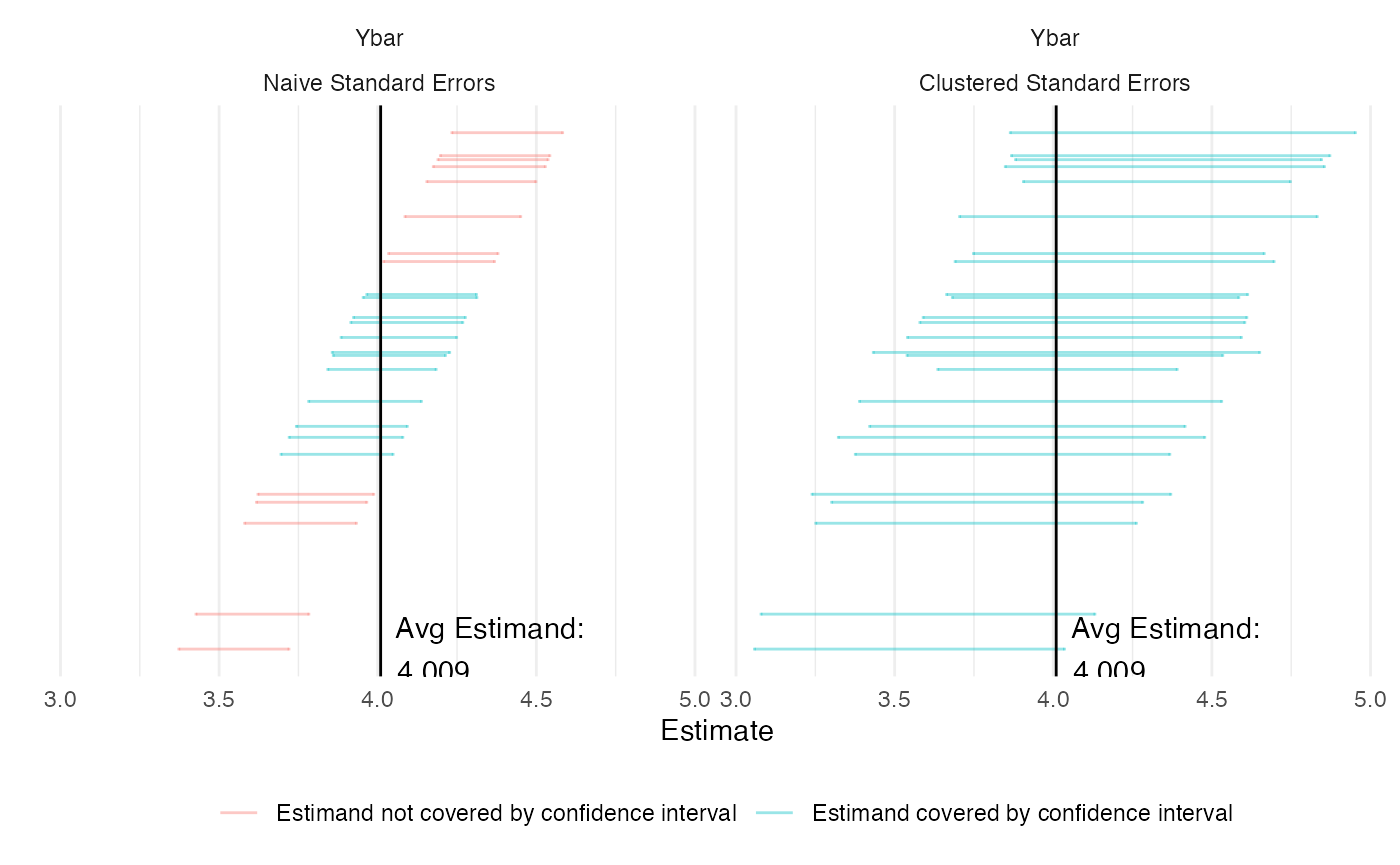 Ybar
Naive Standard Errors
Ybar
Clustered Standard Errors
Avg Estimand:
4.009
Avg Estimand:
4.009
3.0 3.5 4.0 4.5 5.0
3.0 3.5 4.0 4.5 5.0
Estimate
Estimand not covered by confidence interval
Estimand covered by confidence interval